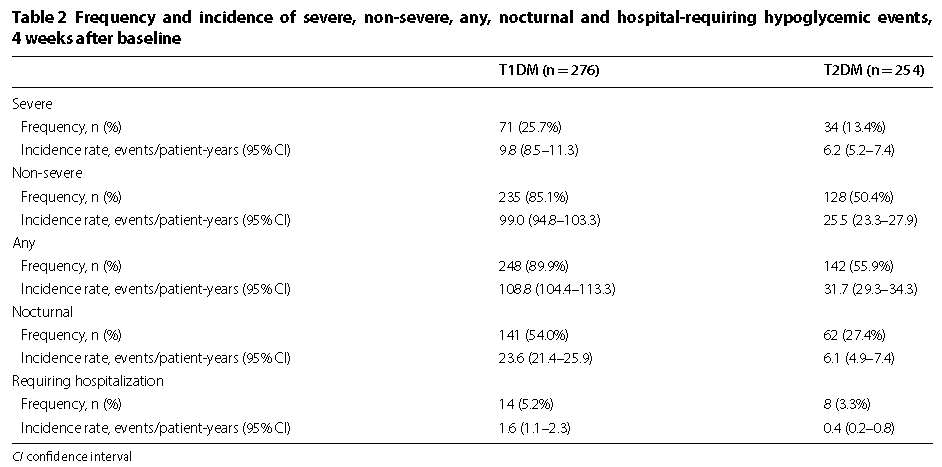 Table 2 Frequency and incidence of severe, non-severe, any, nocturnal and hospital-requiring hypoglycemic events,
4 weeks after baseline
T1DM (n = 276) T2DM (n = 254)
Severe
Frequency, n (%) 71 (25.7%) 34 (13.4%)
Incidence rate, events/patient-years (95% CI) 9.8 (8.5–11.3) 6.2 (5.2–7.4)
Non-severe
Frequency, n (%) 235 (85.1%) 128 (50.4%)
Incidence rate, events/patient-years (95% CI) 99.0 (94.8–103.3) 25.5 (23.3–27.9)
Any
Frequency, n (%) 248 (89.9%) 142 (55.9%)
Incidence rate, events/patient-years (95% CI) 108.8 (104.4–113.3) 31.7 (29.3–34.3)
Nocturnal
Frequency, n (%) 141 (54.0%) 62 (27.4%)
Incidence rate, events/patient-years (95% CI) 23.6 (21.4–25.9) 6.1 (4.9–7.4)
Requiring hospitalization
Frequency, n (%) 14 (5.2%) 8 (3.3%)
Incidence rate, events/patient-years (95% CI) 1.6 (1.1–2.3) 0.4 (0.2–0.8)
CI confidence interval